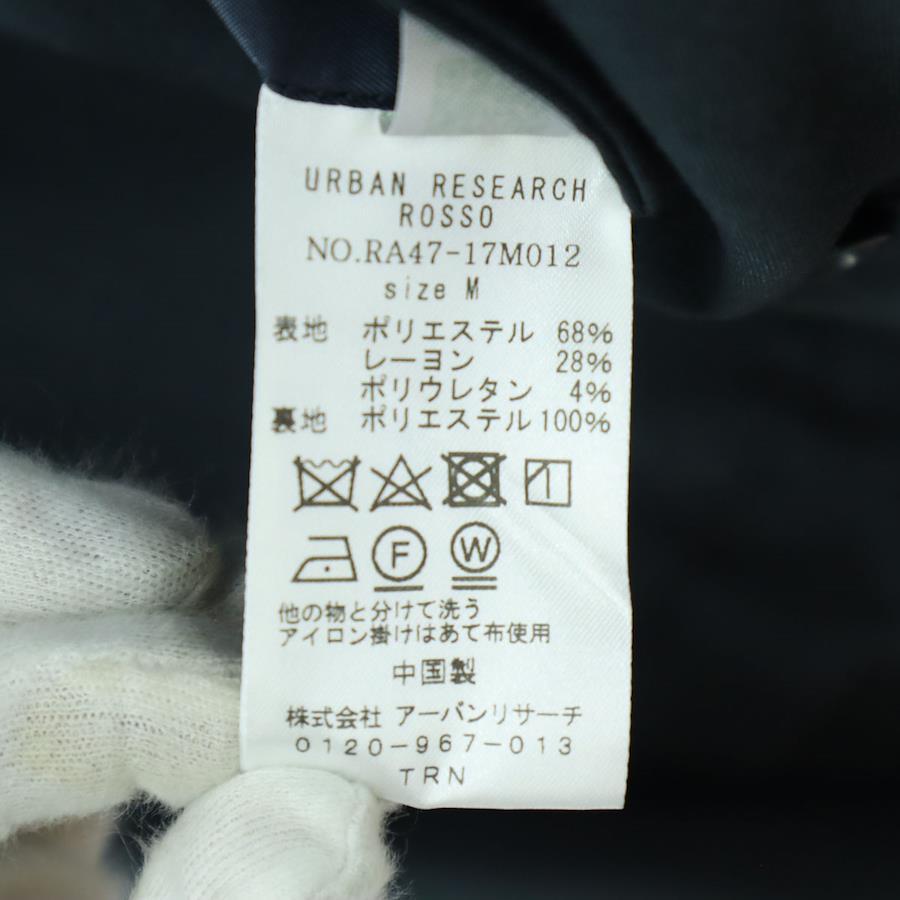 URBAN RESEARCH
ROSSO
NO.RA47-17M012
size M
表地 ポリエステル 68%
レーヨン 28%
ポリウレタン 4%
裏地 ポリエステル 100%
F W
他の物と分けて洗う
アイロン掛けはあて布使用
中国製
株式会社 アーバンリサーチ
0120-967-013
TRN